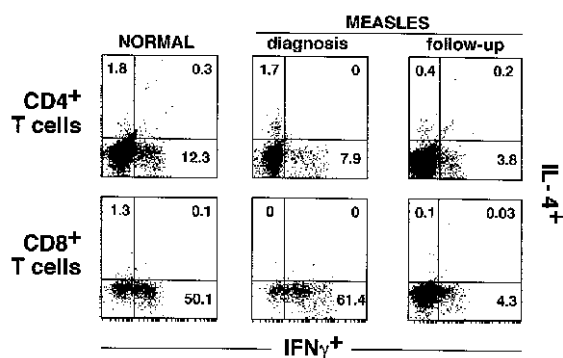 MEASLES
NORMAL diagnosis follow-up
CD4+ T cells
1.8 0.3 1.7 0 0.4 0.2
12.3 7.9 3.8
CD8+ T cells
1.3 0.1 0 0 0.1 0.03
50.1 61.4 4.3
IL-4+
IFNγ+